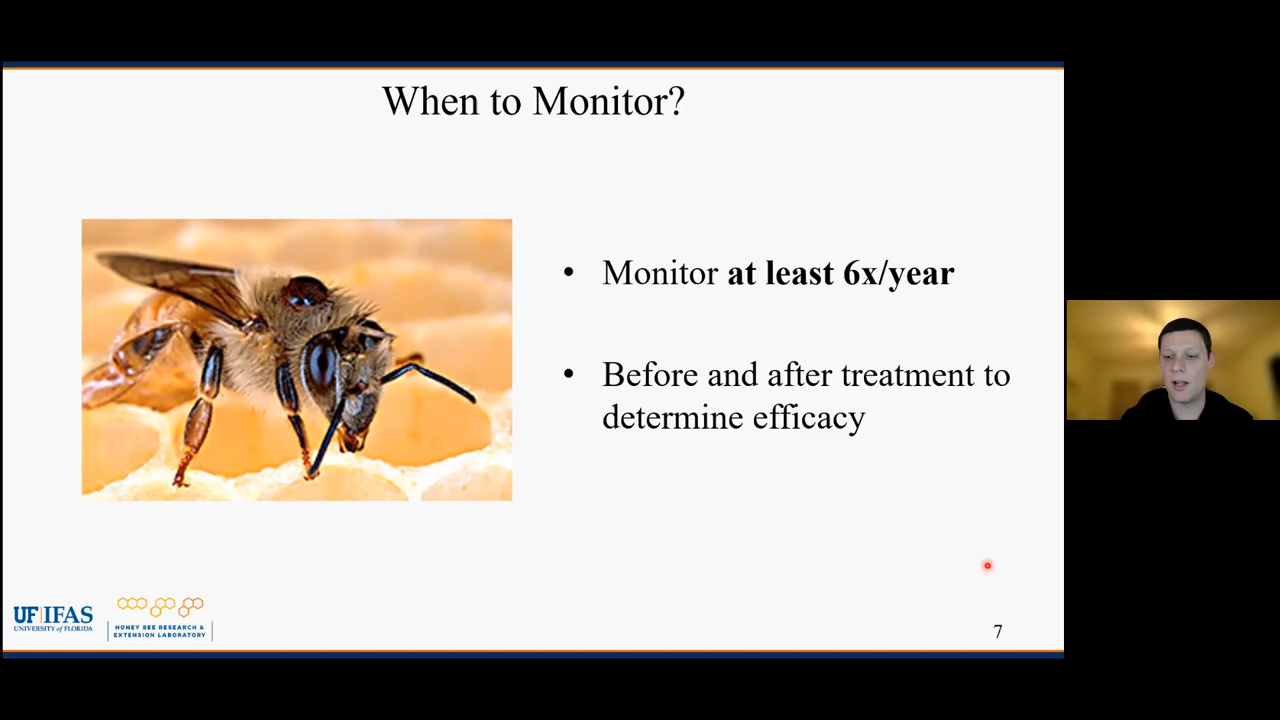 When to Monitor?
• Monitor at least 6x/year
• Before and after treatment to
determine efficacy
UF|IFAS
UNIVERSITY of FLORIDA
HONEY BEE RESEARCH &
EXTENSION LABORATORY
7